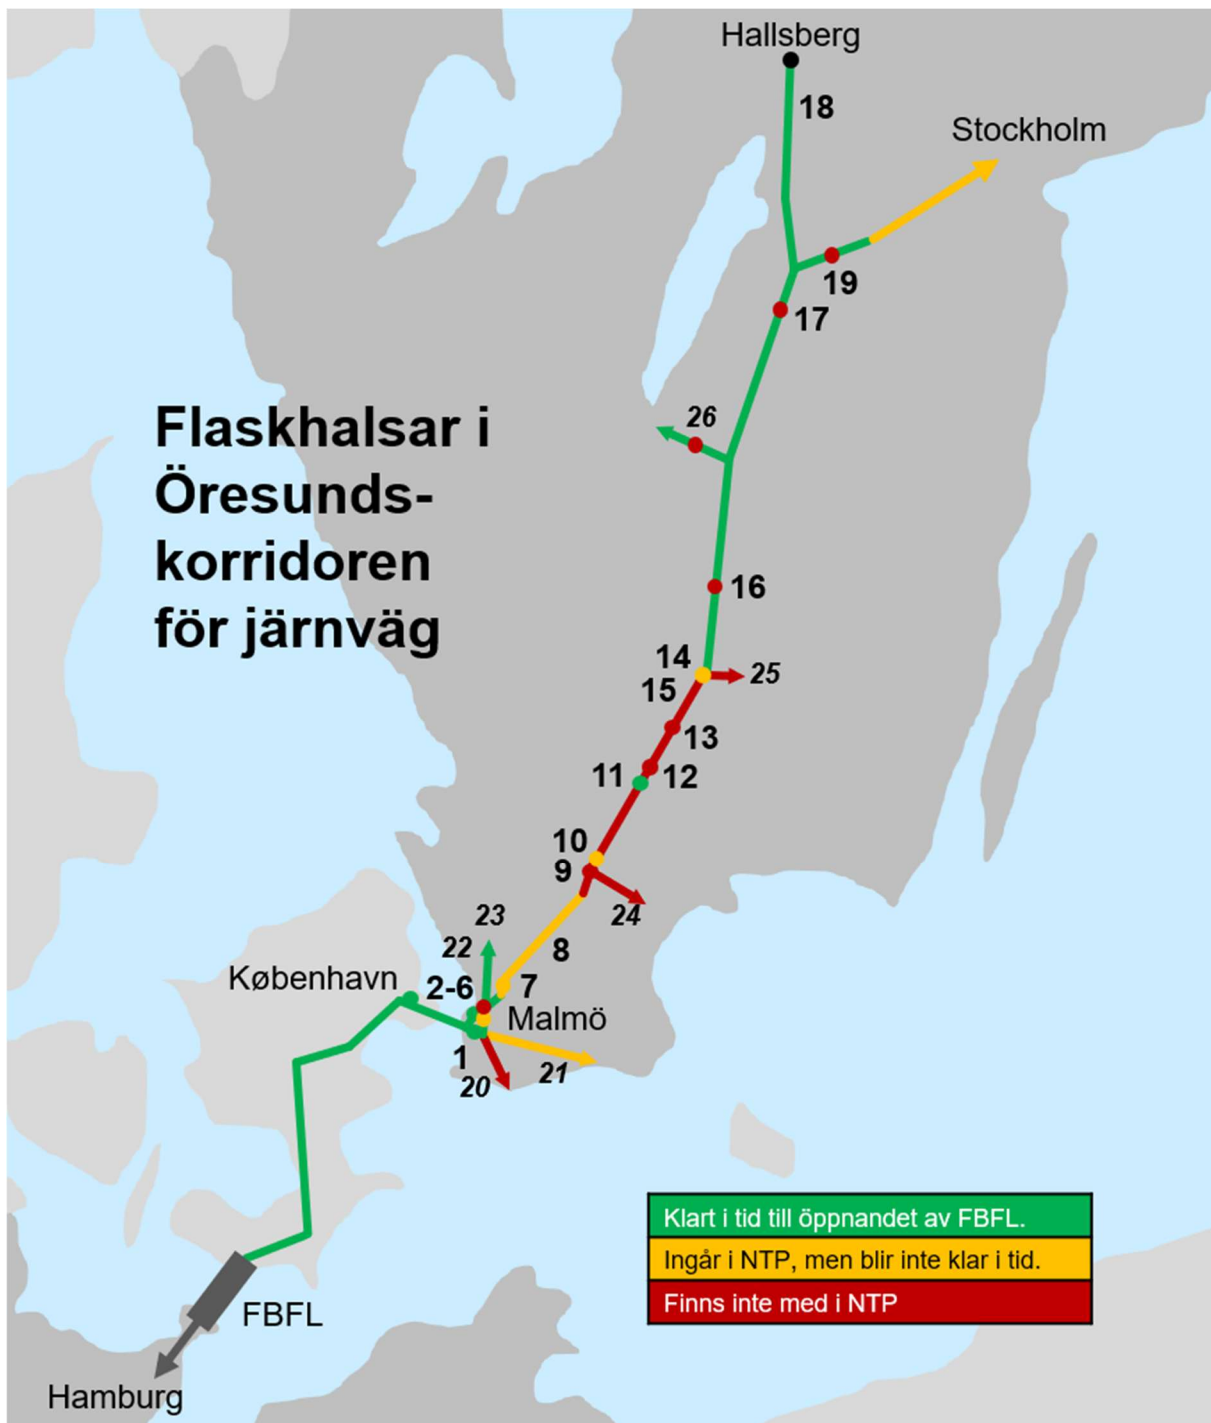 Hallsberg
18
Stockholm
19
17
Flaskhalsar i
Öresunds-
korridoren
för järnväg
26
16
14
15
25
13
11
12
10
9
24
23
22
8
København
2-6
7
Malmö
1
20
21
Klart i tid till öppnandet av FBFL.
Ingår i NTP, men blir inte klar i tid.
Finns inte med i NTP
FBFL
Hamburg